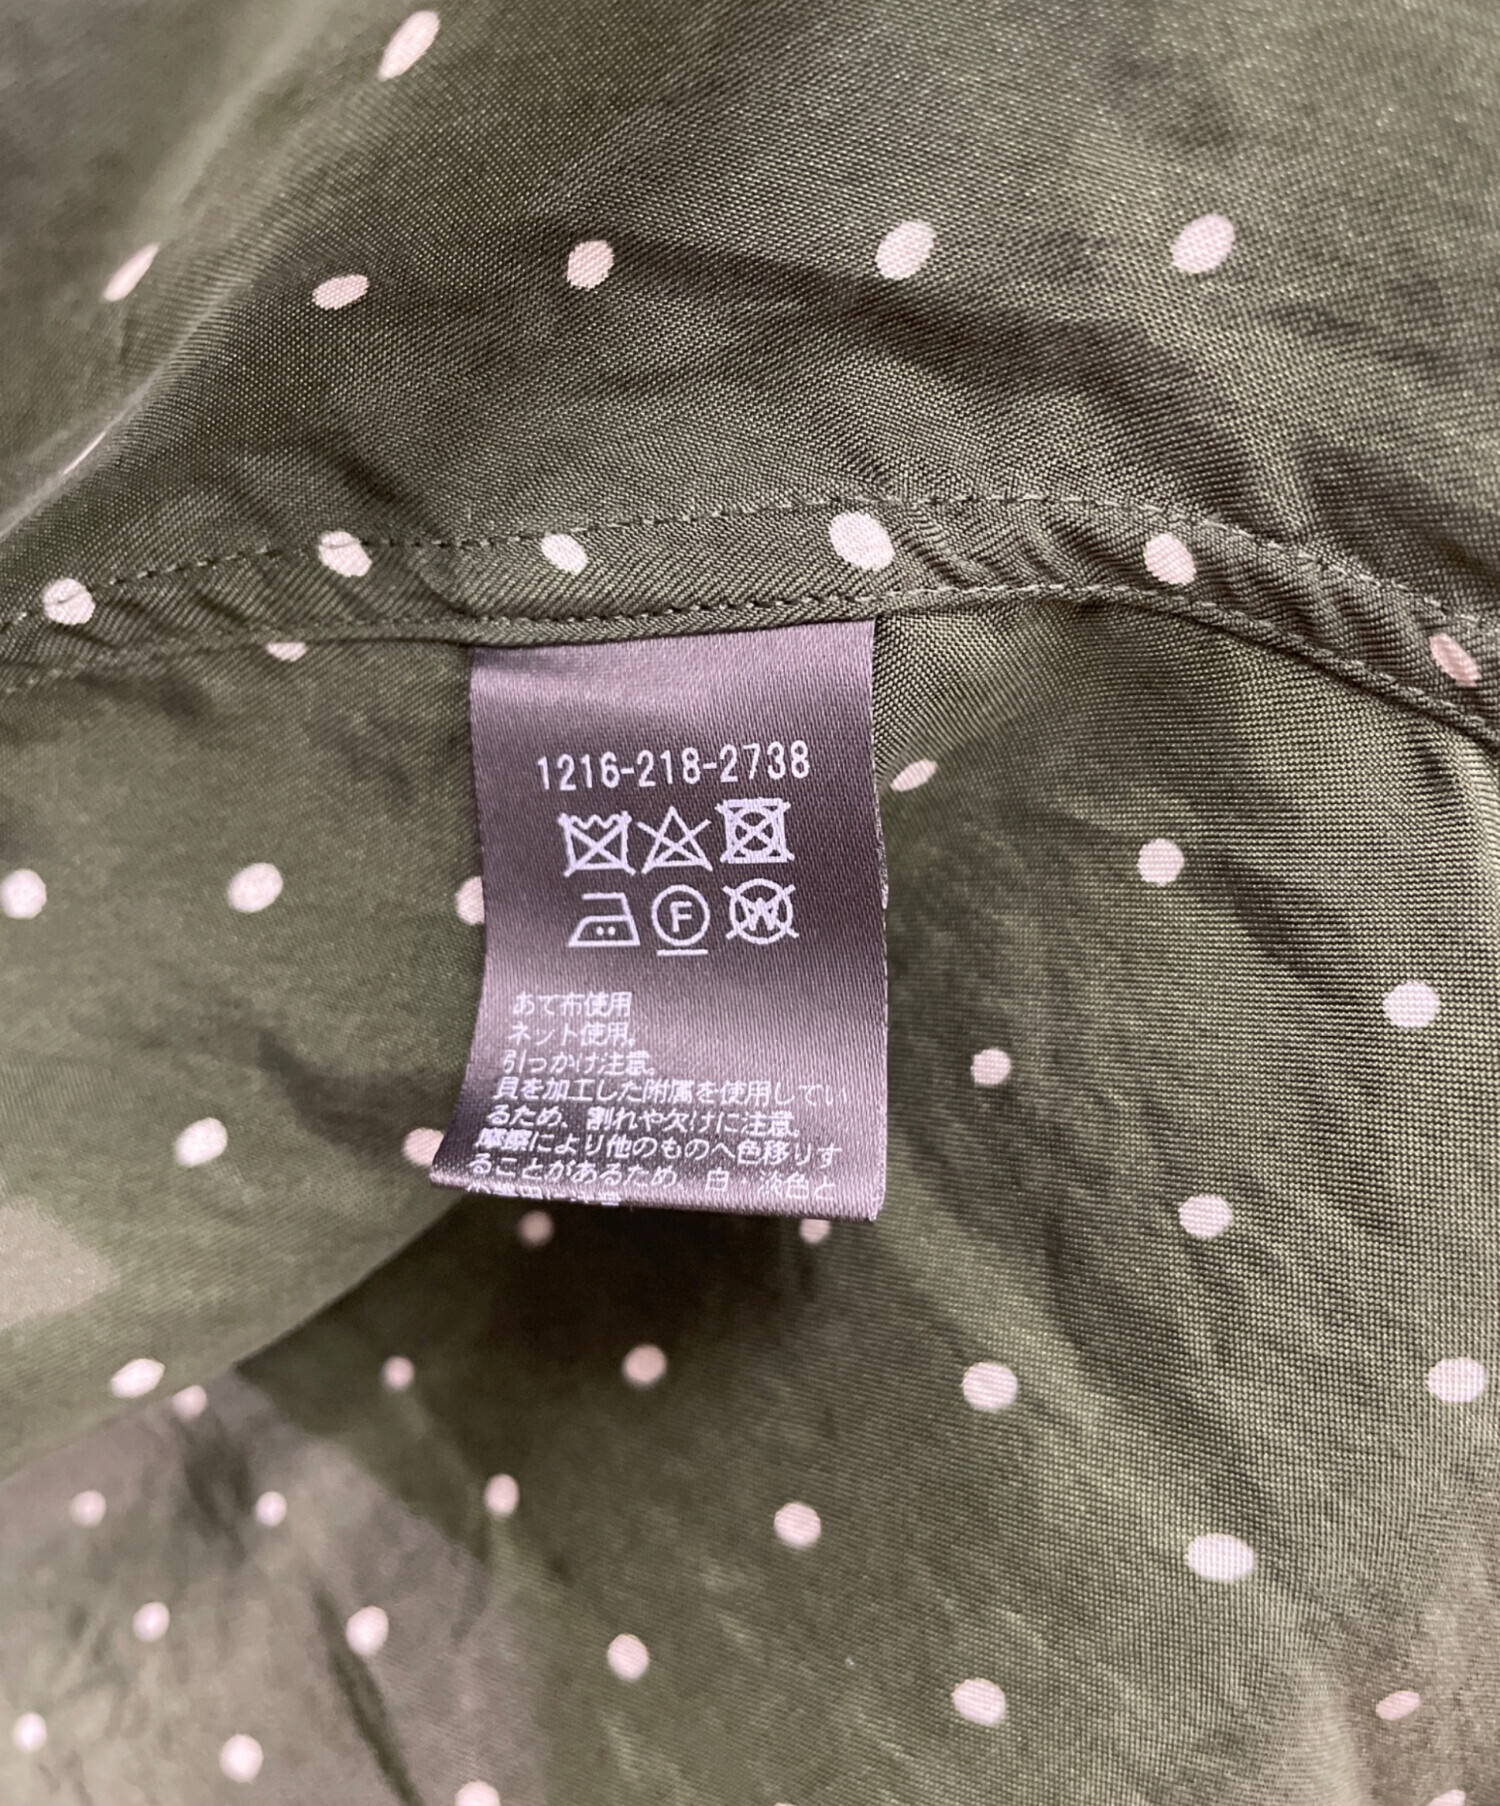 1216-218-2738
F
W
あて布使用
ネット使用。
引っかけ注意。
貝を加工した附属を使用してい
るため、割れや欠けに注意。
摩擦により他のものへ色移りす
ることがあるため、白・淡色と